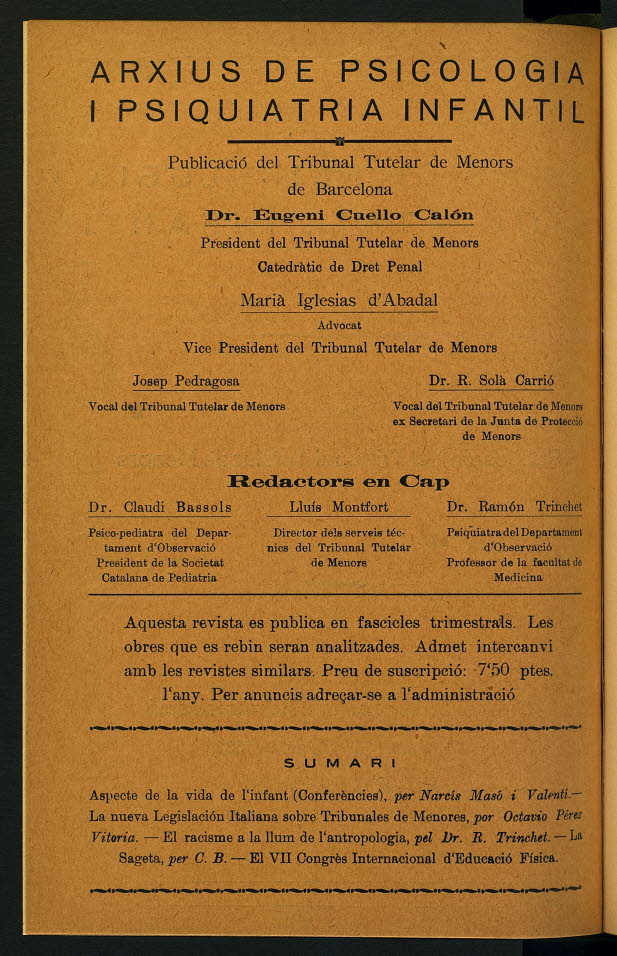 ARXIUS DE PSICOLOGIA
I PSIQUIATRIA INFANTIL
Publicació del Tribunal Tutelar de Menors
de Barcelona
Dr. Eugeni Cuello Calón
President del Tribunal Tutelar de Menors
Catedràtic de Dret Penal
Marià Iglesias d'Abadal
Advocat
Vice President del Tribunal Tutelar de Menors
Josep Pedragosa
Vocal del Tribunal Tutelar de Menors
Dr. R. Solà Carrió
Vocal del Tribunal Tutelar de Menors
ex Secretari de la Junta de Protecció
de Menors
Redactors en Cap
Dr. Claudi Bassols
Psico-pediatra del Depar-
tament d'Observació
President de la Societat
Catalana de Pediatria
Lluís Montfort
Director dels serveis téc-
nics del Tribunal Tutelar
de Menors
Dr. Ramón Trinchet
Psiquiatra del Departament
d'Observació
Professor de la facultat de
Medicina
Aquesta revista es publica en fascicles trimestrals. Les
obres que es rebin seran analitzades. Admet intercanvi
amb les revistes similars. Preu de suscripció: 7'50 ptes.
l'any. Per anuncis adreçar-se a l'administració
SUMARI
Aspecte de la vida de l'infant (Conferències), per Narcís Masó i Valentí.—
La nueva Legislación Italiana sobre Tribunales de Menores, por Octavio Pérez
Vitoria. — El racisme a la llum de l'antropologia, pel Dr. R. Trinchet. — La
Sageta, per C. B. — El VII Congrès Internacional d'Educació Física.